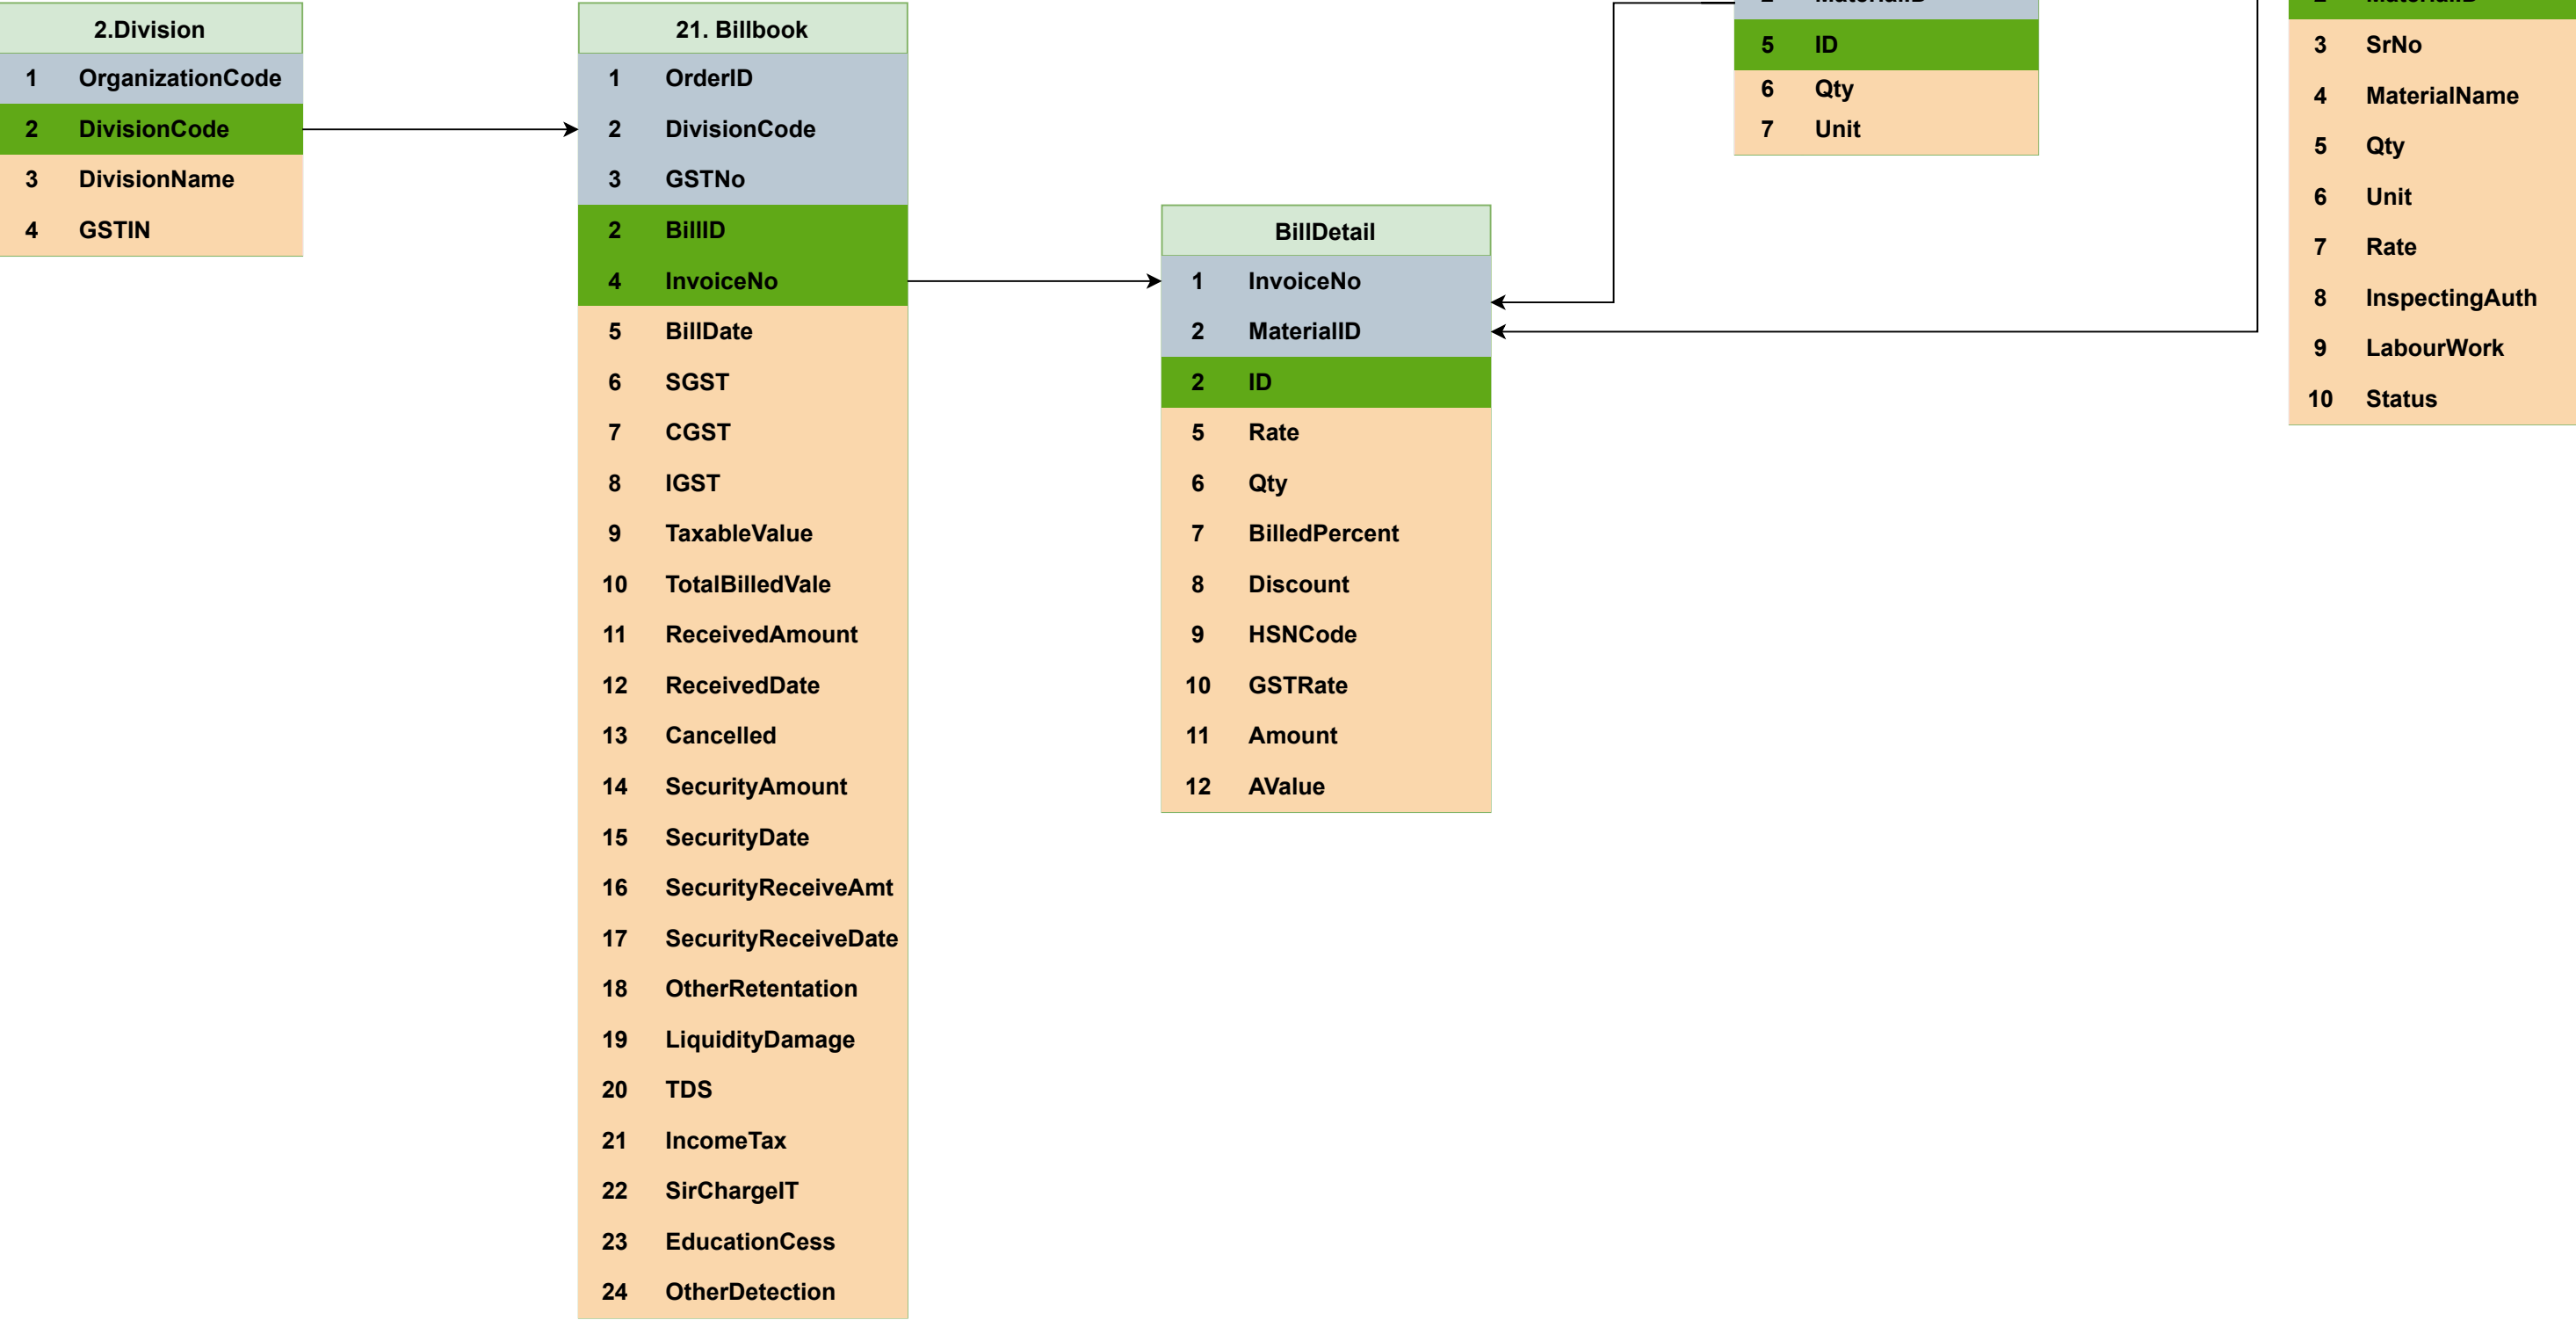 2.Division
1 OrganizationCode
2 DivisionCode
3 DivisionName
4 GSTIN
21. Billbook
1 OrderID
2 DivisionCode
3 GSTNo
2 BillID
4 InvoiceNo
5 BillDate
6 SGST
7 CGST
8 IGST
9 TaxableValue
10 TotalBilledVale
11 ReceivedAmount
12 ReceivedDate
13 Cancelled
14 SecurityAmount
15 SecurityDate
16 SecurityReceiveAmt
17 SecurityReceiveDate
18 OtherRetentation
19 LiquidityDamage
20 TDS
21 IncomeTax
22 SirChargeIT
23 EducationCess
24 OtherDetection
BillDetail
1 InvoiceNo
2 MaterialID
2 ID
5 Rate
6 Qty
7 BilledPercent
8 Discount
9 HSNCode
10 GSTRate
11 Amount
12 AValue
2 MaterialID
5 ID
6 Qty
7 Unit
2 MaterialID
3 SrNo
4 MaterialName
5 Qty
6 Unit
7 Rate
8 InspectingAuth
9 LabourWork
10 Status